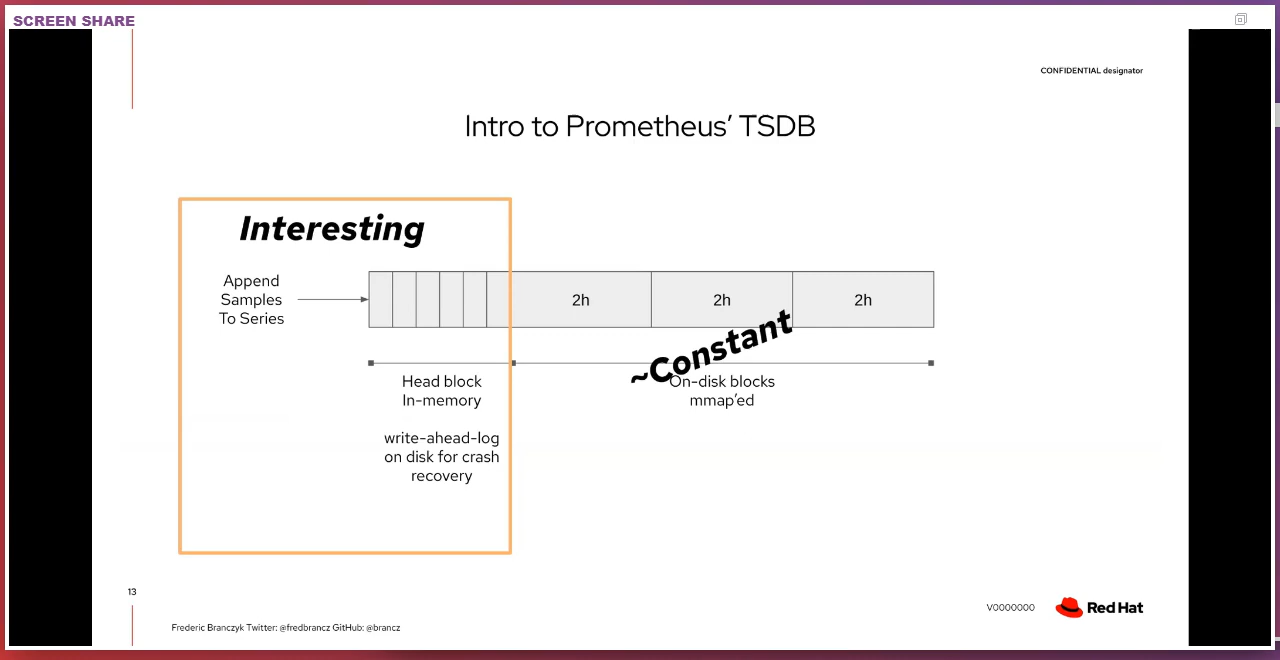 SCREEN SHARE
CONFIDENTIAL designator
Intro to Prometheus’ TSDB
Interesting
Append
Samples
To Series
2h
2h
2h
~Constant
Head block
In-memory
On-disk blocks
mmap’ed
write-ahead-log
on disk for crash
recovery
13
V0000000
Red Hat
Frederic Branczyk Twitter: @fredbrancz GitHub: @brancz